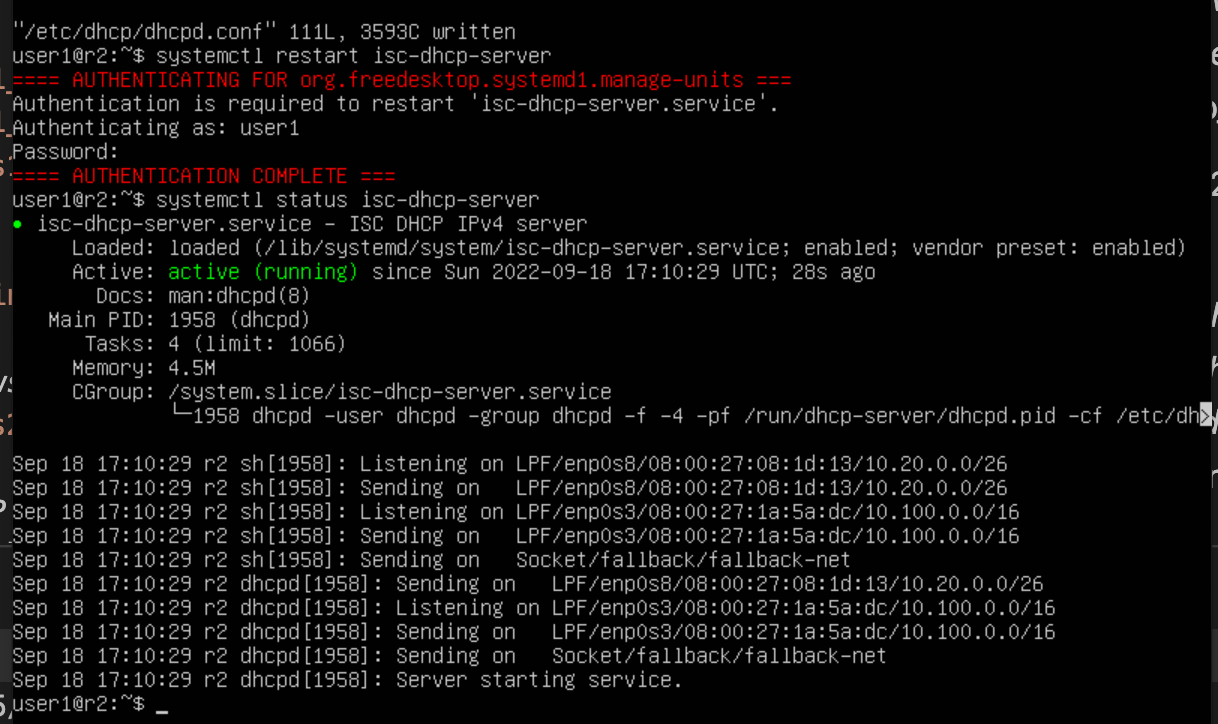 "/etc/dhcp/dhcpd.conf" 111L, 3593C written
user1@r2:~$ systemctl restart isc-dhcp-server
==== AUTHENTICATING FOR org.freedesktop.systemd1.manage-units ===
Authentication is required to restart 'isc-dhcp-server.service'.
Authenticating as: user1
Password:
==== AUTHENTICATION COMPLETE ===
user1@r2:~$ systemctl status isc-dhcp-server
● isc-dhcp-server.service - ISC DHCP IPv4 server
     Loaded: loaded (/lib/systemd/system/isc-dhcp-server.service; enabled; vendor preset: enabled)
     Active: active (running) since Sun 2022-09-18 17:10:29 UTC; 28s ago
       Docs: man:dhcpd(8)
   Main PID: 1958 (dhcpd)
      Tasks: 4 (limit: 1066)
     Memory: 4.5M
     CGroup: /system.slice/isc-dhcp-server.service
             └─1958 dhcpd -user dhcpd -group dhcpd -f -4 -pf /run/dhcp-server/dhcpd.pid -cf /etc/dh>
Sep 18 17:10:29 r2 sh[1958]: Listening on LPF/enp0s8/08:00:27:08:1d:13/10.20.0.0/26
Sep 18 17:10:29 r2 sh[1958]: Sending on   LPF/enp0s8/08:00:27:08:1d:13/10.20.0.0/26
Sep 18 17:10:29 r2 sh[1958]: Listening on LPF/enp0s3/08:00:27:1a:5a:dc/10.100.0.0/16
Sep 18 17:10:29 r2 sh[1958]: Sending on   LPF/enp0s3/08:00:27:1a:5a:dc/10.100.0.0/16
Sep 18 17:10:29 r2 sh[1958]: Sending on   Socket/fallback/fallback-net
Sep 18 17:10:29 r2 dhcpd[1958]: Sending on   LPF/enp0s8/08:00:27:08:1d:13/10.20.0.0/26
Sep 18 17:10:29 r2 dhcpd[1958]: Listening on LPF/enp0s3/08:00:27:1a:5a:dc/10.100.0.0/16
Sep 18 17:10:29 r2 dhcpd[1958]: Sending on   LPF/enp0s3/08:00:27:1a:5a:dc/10.100.0.0/16
Sep 18 17:10:29 r2 dhcpd[1958]: Sending on   Socket/fallback/fallback-net
Sep 18 17:10:29 r2 dhcpd[1958]: Server starting service.
user1@r2:~$ _